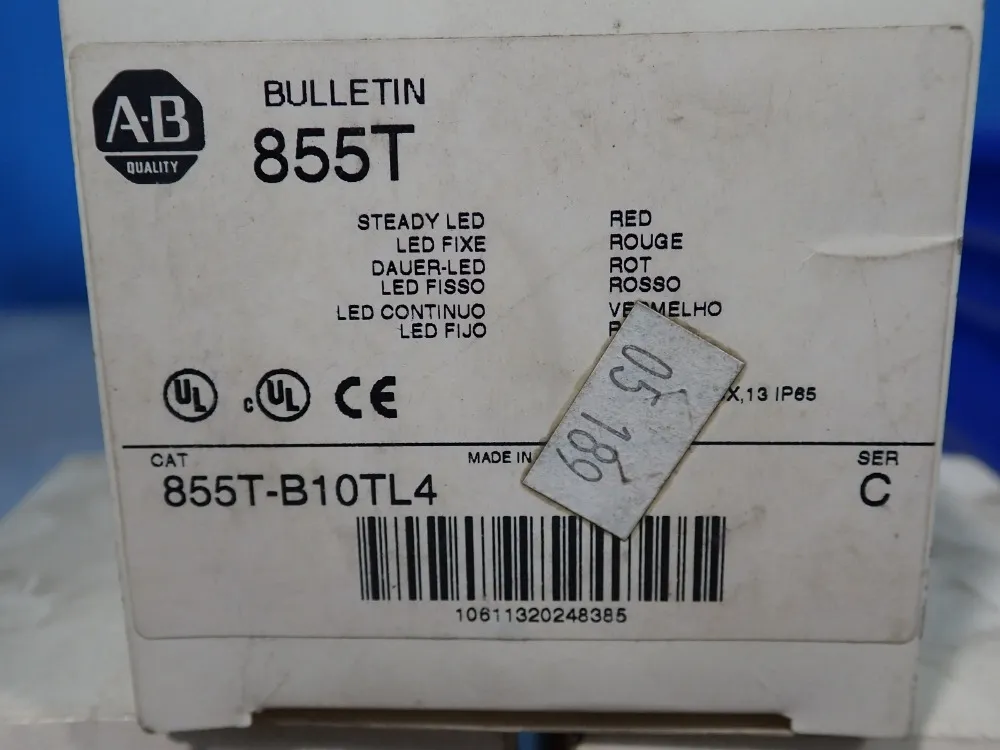 A-B
QUALITY
BULLETIN
855T
STEADY LED RED
LED FIXE ROUGE
DAUER-LED ROT
LED FISSO ROSSO
LED CONTINUO
LED FIJO
05 189
UL
c UL CE
X,13 IP65
CAT
MADE IN
SER
855T-B10TL4
C
10611320248385